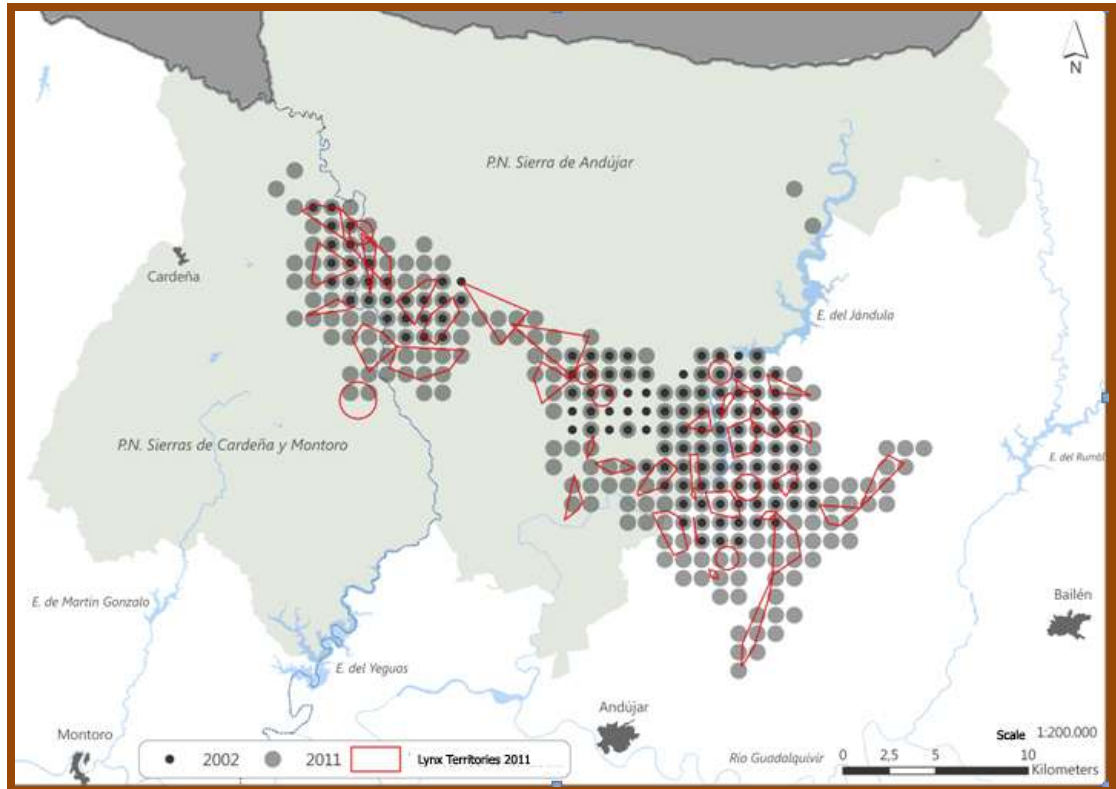 N
P.N. Sierra de Andújar
Cardeña
E. del Jándula
P.N. Sierras de Cardeña y Montoro
E. del Rumbl
E. de Martin Gonzalo
Bailén
E. del Yeguas
Andújar
Montoro
Scale 1:200.000
2002 2011 Lynx Territories 2011
Río Guadalquivir
0 2,5 5 10
Kilometers